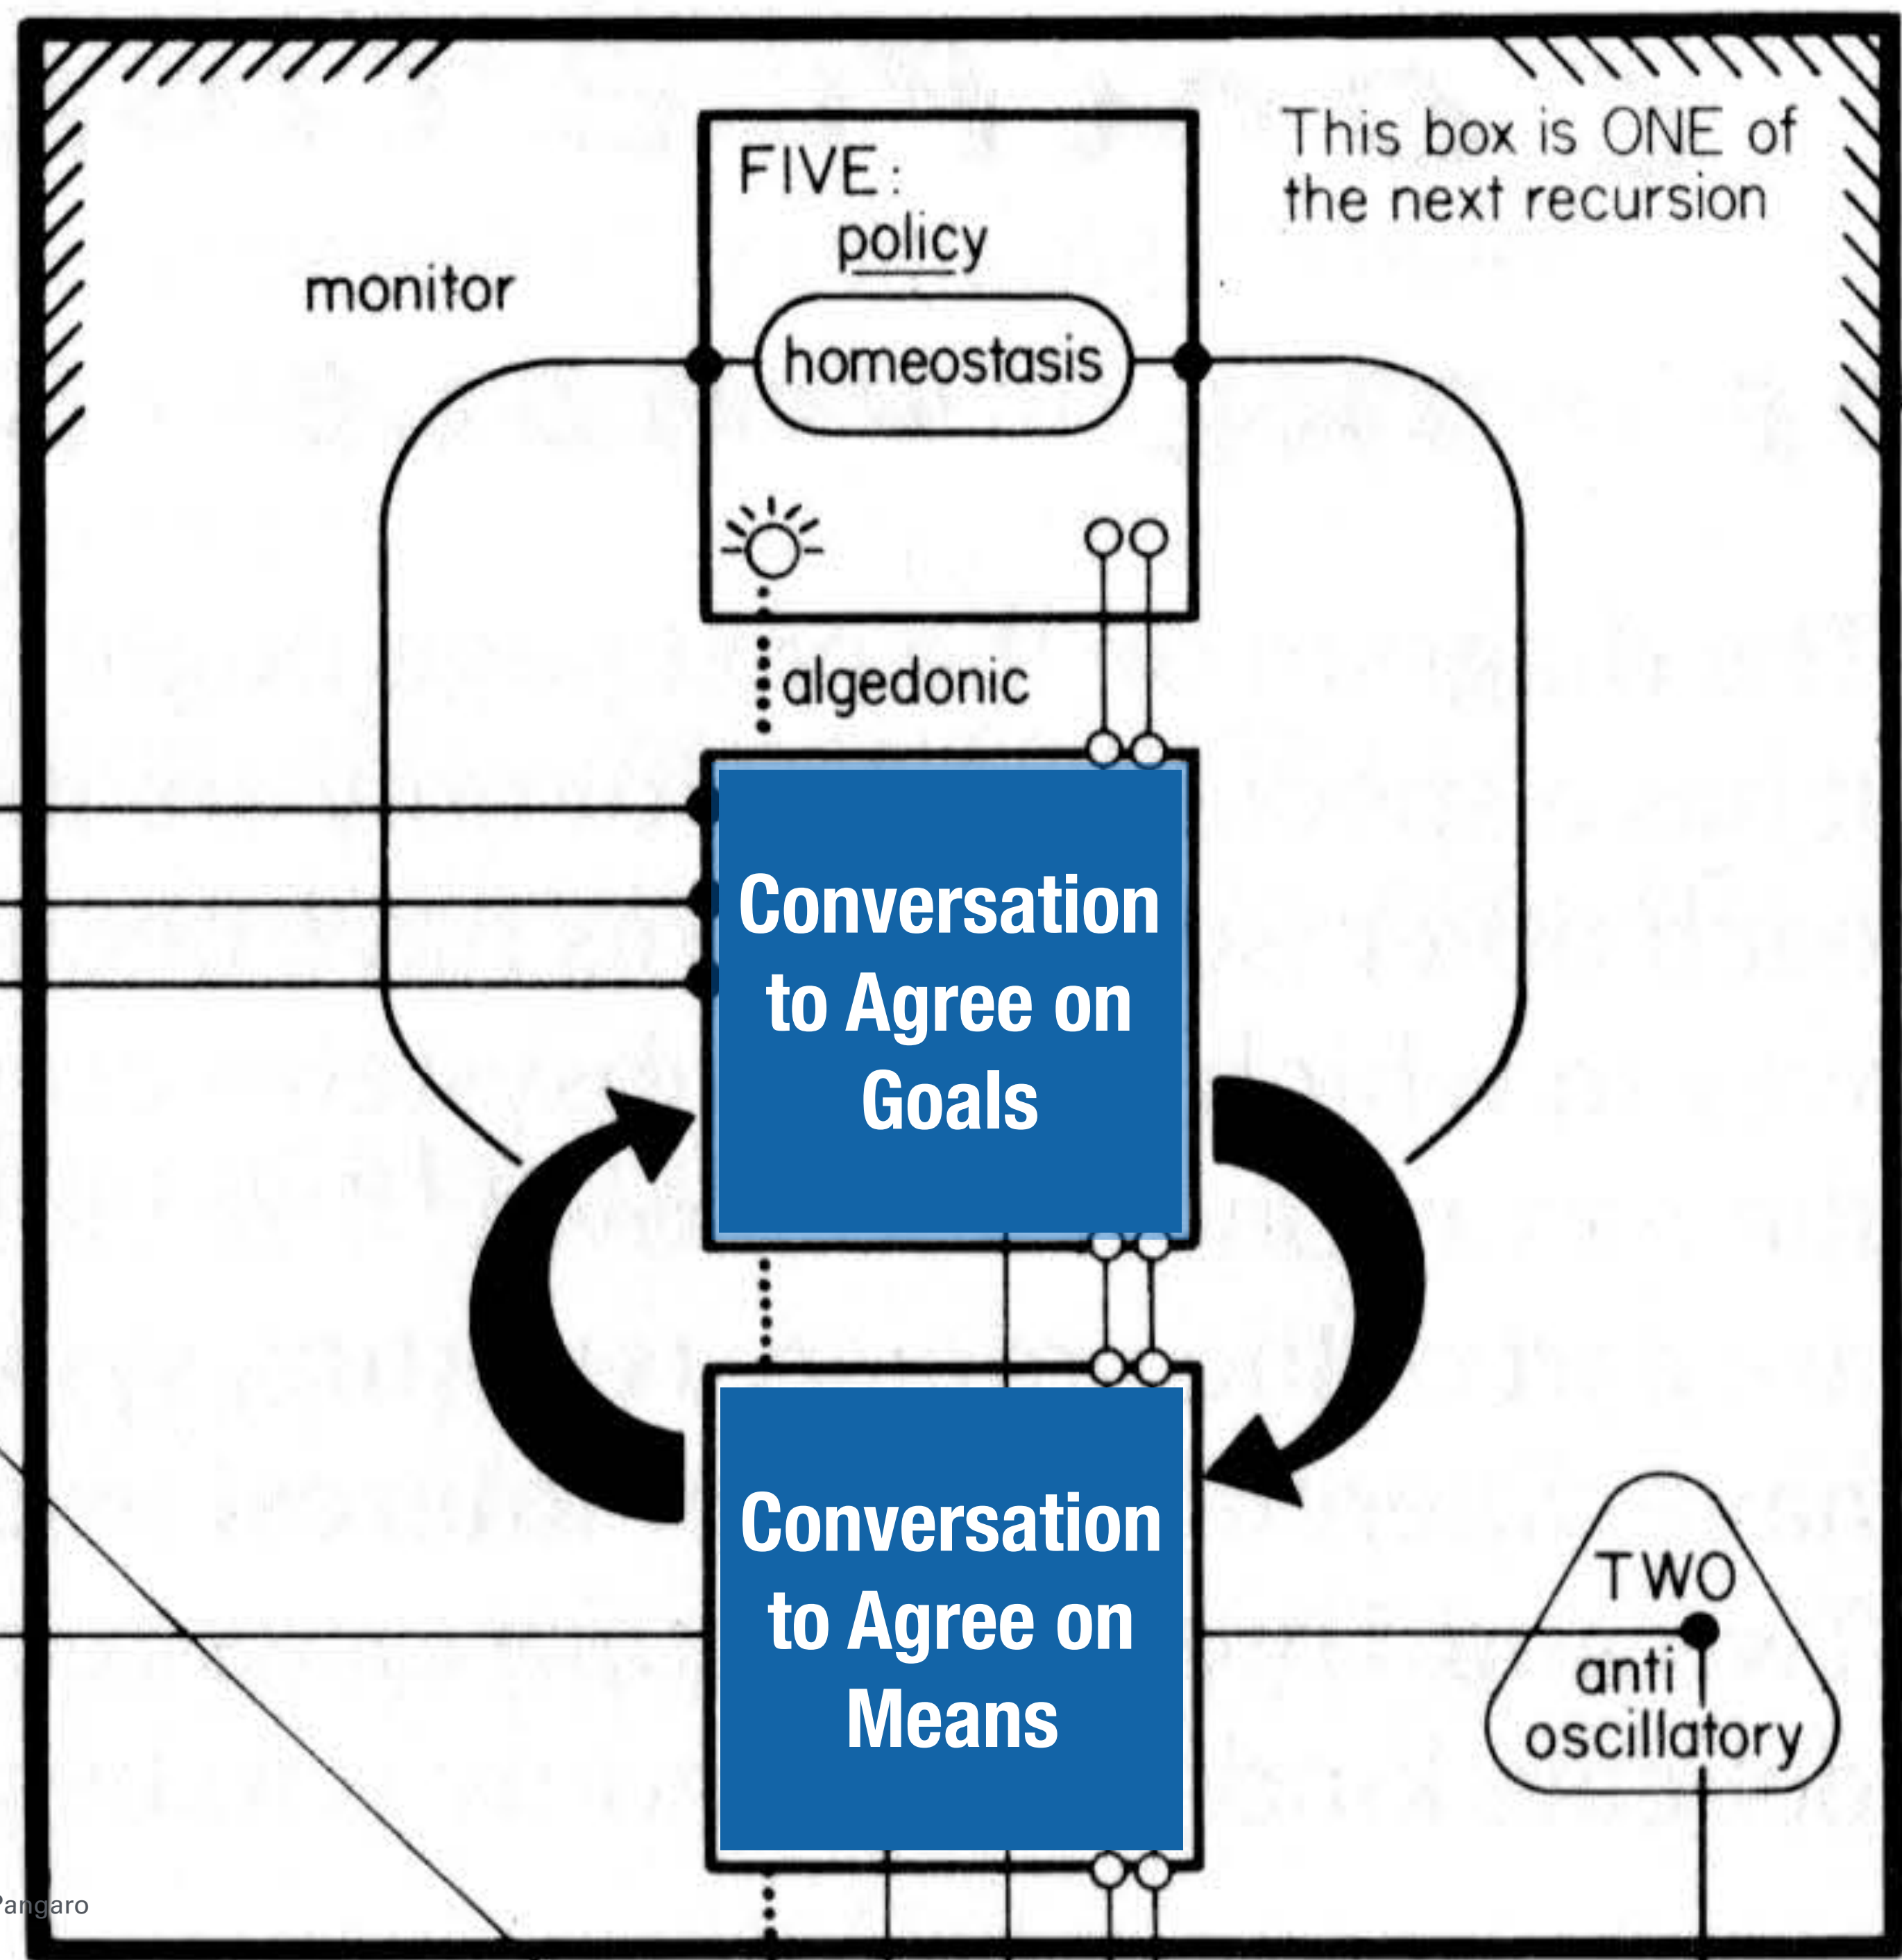 This box is ONE of
the next recursion
FIVE:
policy
monitor
homeostasis
algedonic
Conversation
to Agree on
Goals
Conversation
to Agree on
Means
TWO
anti
oscillatory
Pangaro